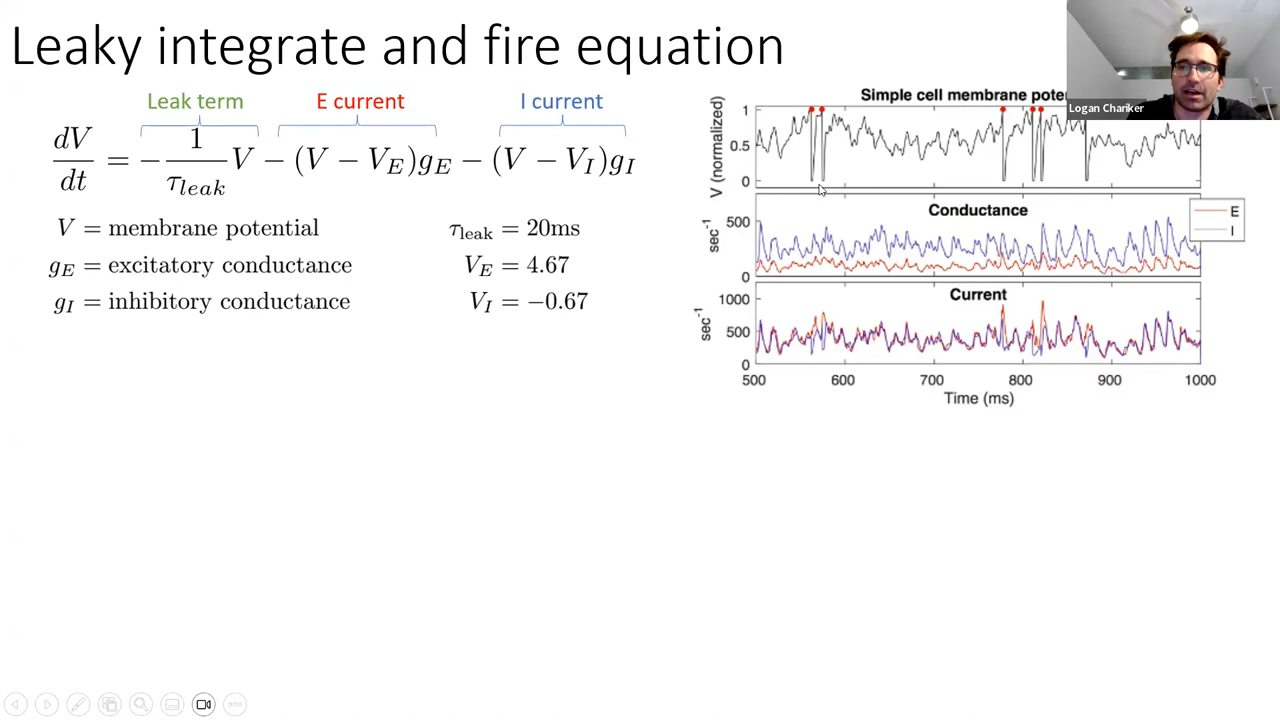 Leaky integrate and fire equation
Logan Chariker
Leak term E current I current
dV/dt = −1/τ_leak V − (V − V_E)g_E − (V − V_I)g_I
V = membrane potential
g_E = excitatory conductance
g_I = inhibitory conductance
τ_leak = 20ms
V_E = 4.67
V_I = −0.67
Simple cell membrane
V (normalized)
1
0.5
0
Conductance
sec⁻¹
500
0
E
I
Current
sec⁻¹
1000
500
0
500 600 700 800 900 1000
Time (ms)